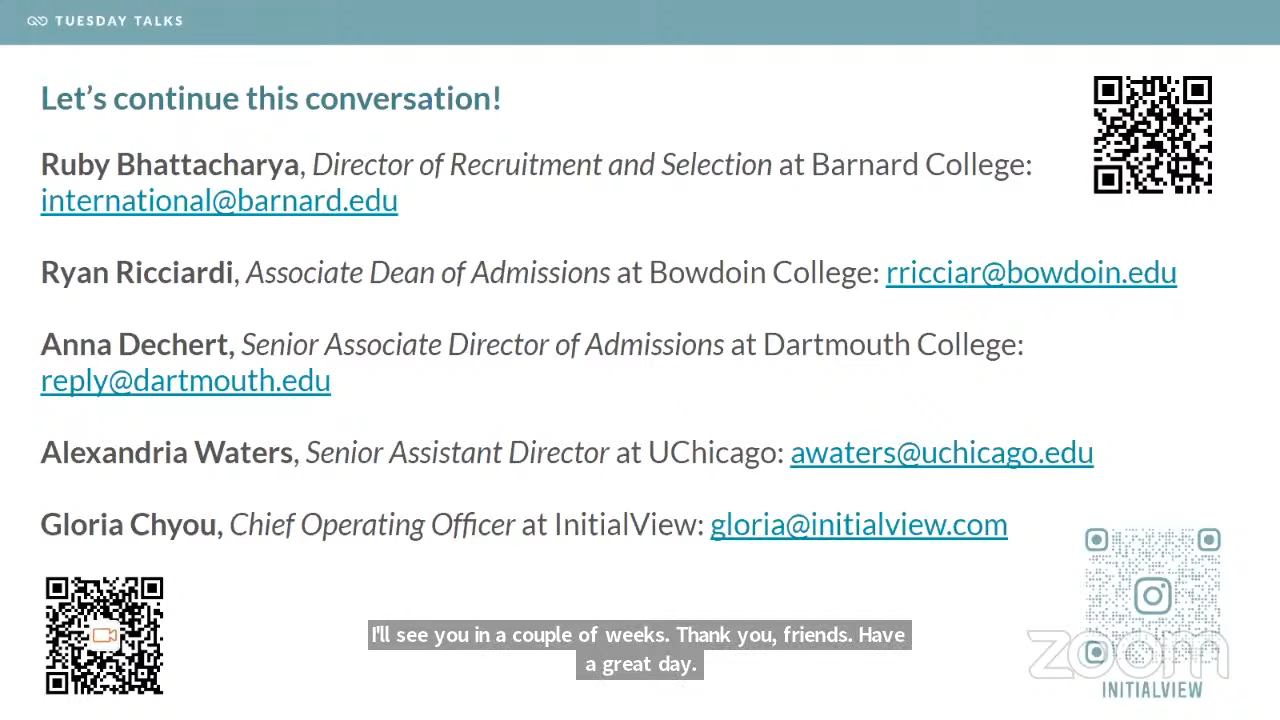 TUESDAY TALKS
Let's continue this conversation!
Ruby Bhattacharya, Director of Recruitment and Selection at Barnard College:
international@barnard.edu
Ryan Ricciardi, Associate Dean of Admissions at Bowdoin College: rricciar@bowdoin.edu
Anna Dechert, Senior Associate Director of Admissions at Dartmouth College:
reply@dartmouth.edu
Alexandria Waters, Senior Assistant Director at UChicago: awaters@uchicago.edu
Gloria Chyou, Chief Operating Officer at InitialView: gloria@initialview.com
I'll see you in a couple of weeks. Thank you, friends. Have
a great day.
zoom
INITIALVIEW